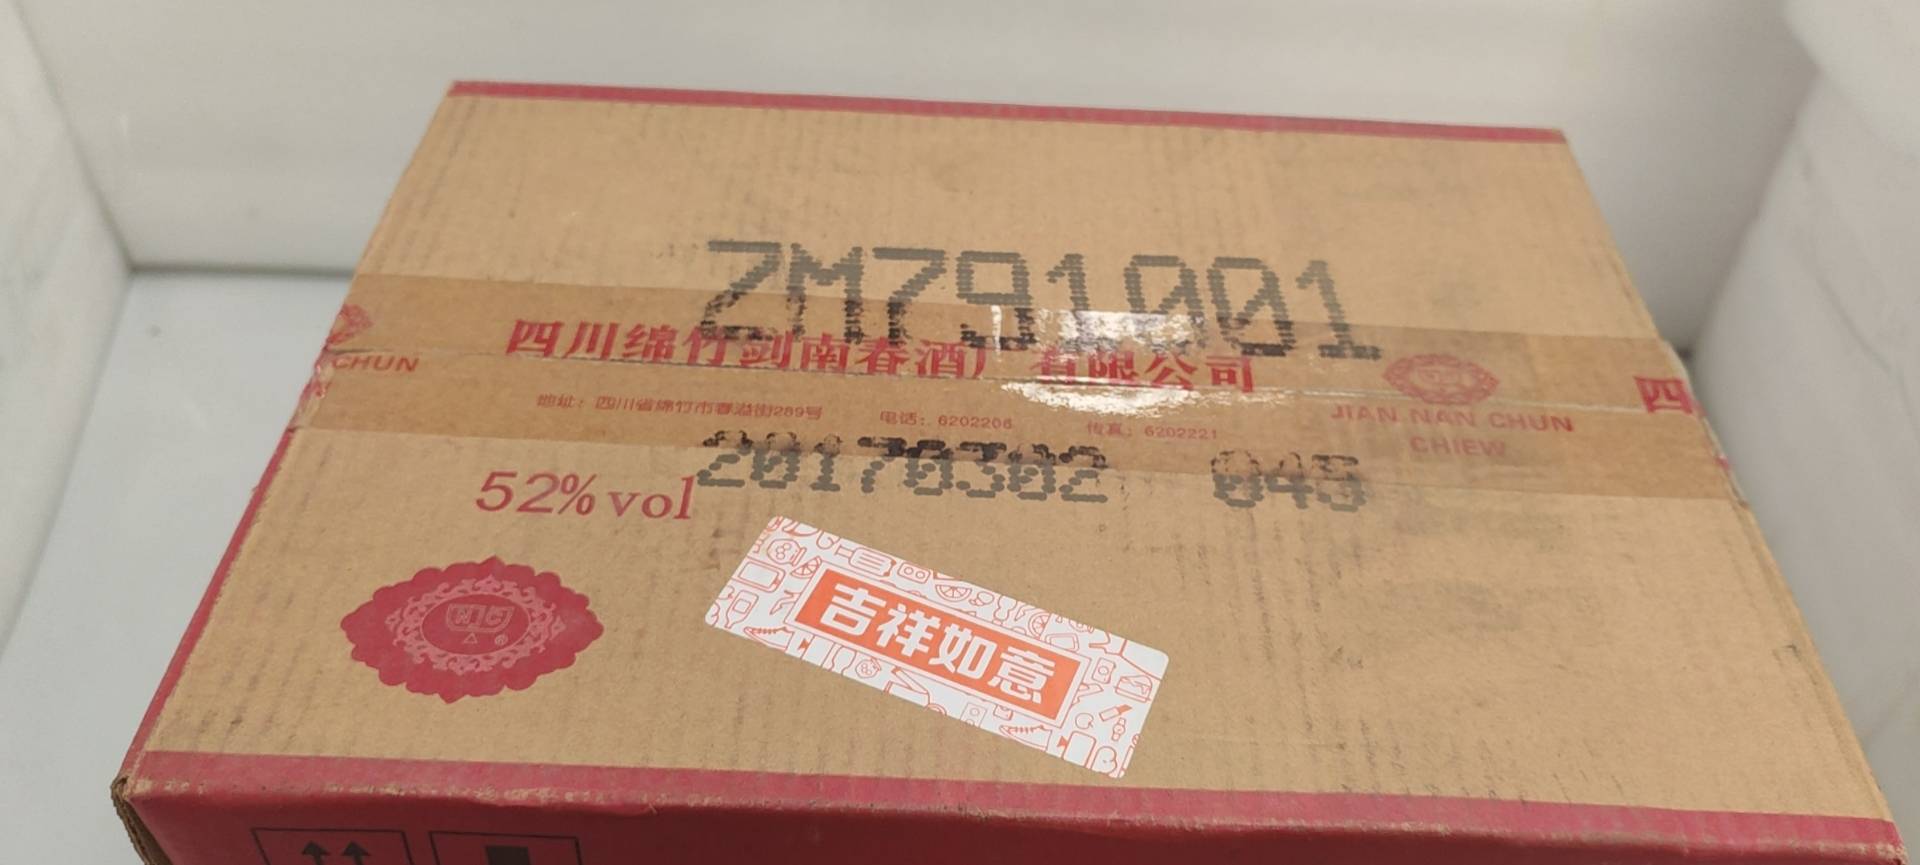 ZM791001
四川绵竹剑南春酒厂有限公司
CHUN
四
地址：四川省绵竹市春溢街289号 电话：6202206 传真：6202221
JIAN NAN CHUN
CHIEW
20170302 045
52%vol
吉祥如意